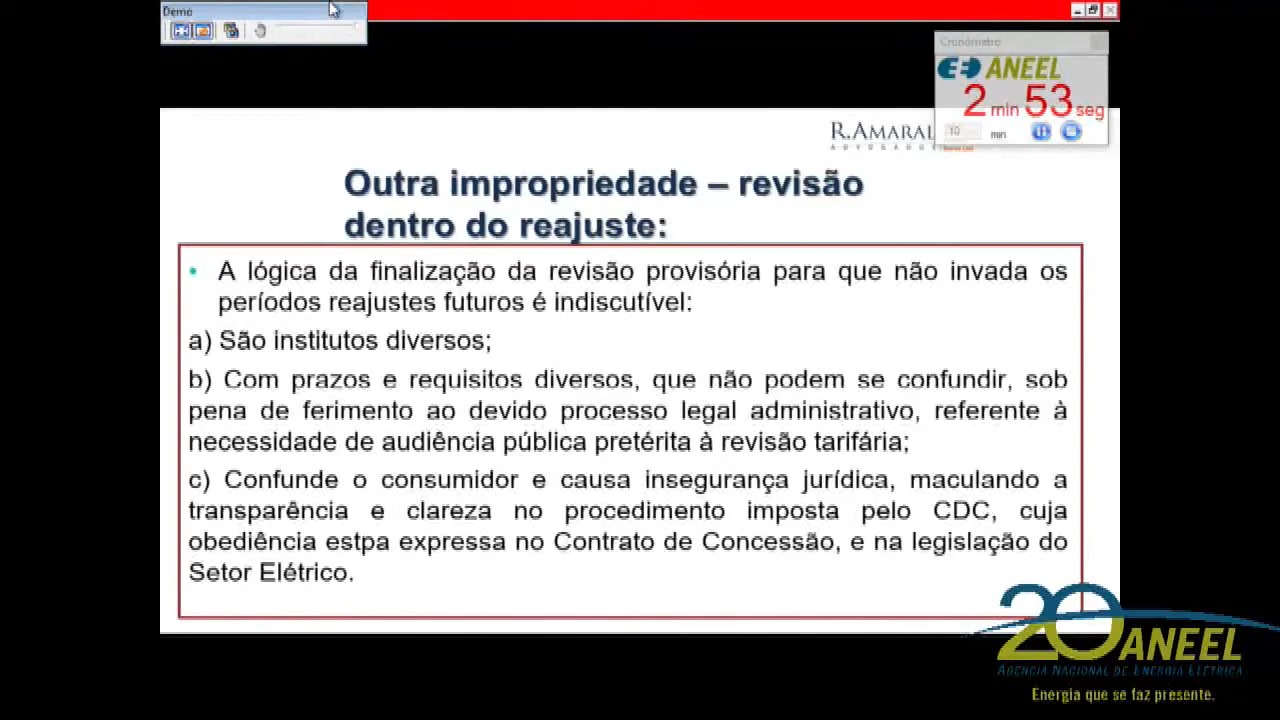 Demo
Cronômetro
ANEEL
2 min 53 seg
10 min
R.AMARAL
Outra impropriedade – revisão
dentro do reajuste:
• A lógica da finalização da revisão provisória para que não invada os
períodos reajustes futuros é indiscutível:
a) São institutos diversos;
b) Com prazos e requisitos diversos, que não podem se confundir, sob
pena de ferimento ao devido processo legal administrativo, referente à
necessidade de audiência pública pretérita à revisão tarifária;
c) Confunde o consumidor e causa insegurança jurídica, maculando a
transparência e clareza no procedimento imposta pelo CDC, cuja
obediência estpa expressa no Contrato de Concessão, e na legislação do
Setor Elétrico.
20 ANEEL
AGÊNCIA NACIONAL DE ENERGIA ELÉTRICA
Energia que se faz presente.